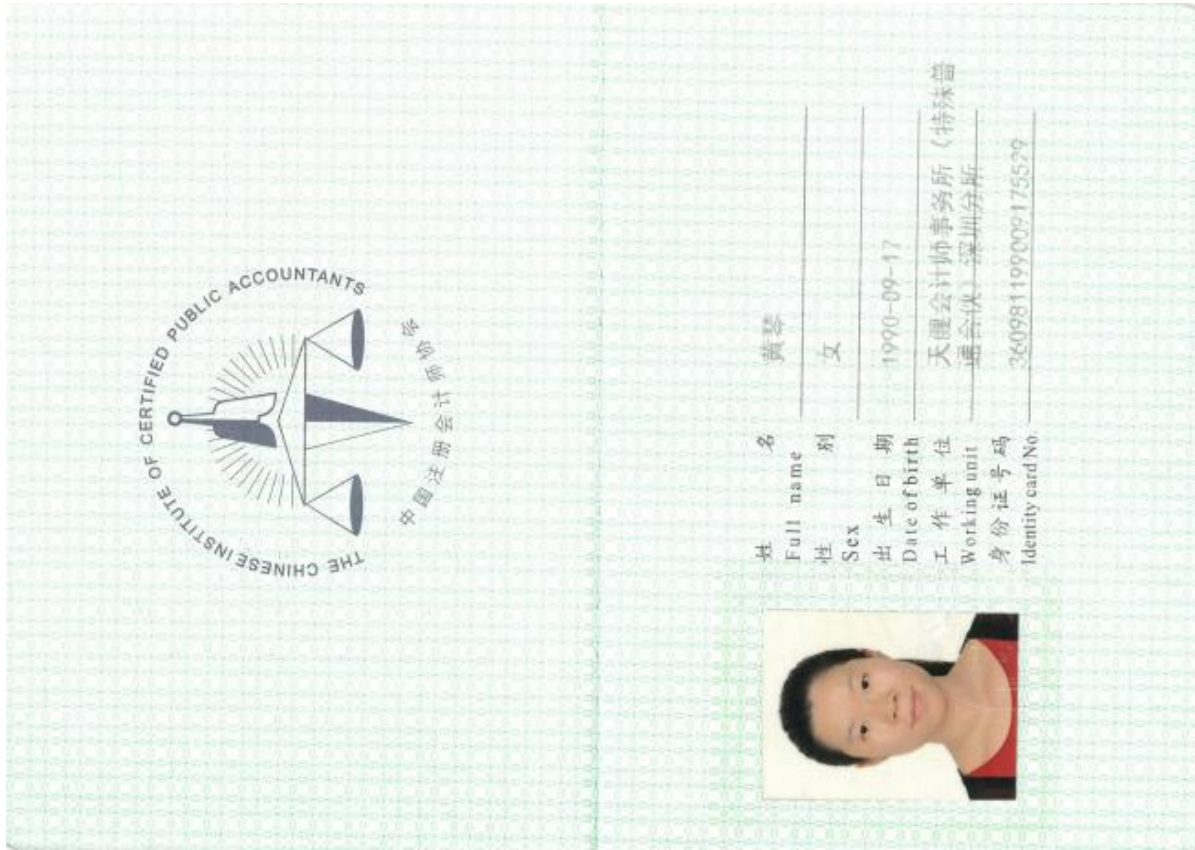 THE CHINESE INSTITUTE OF CERTIFIED PUBLIC ACCOUNTANTS
中国注册会计师协会
姓 名 黄琴
Full name
性 别 女
Sex
出 生 日 期 1990-09-17
Date of birth
工 作 单 位 天健会计师事务所（特殊普
Working unit 通合伙）深圳分所
身 份 证 号 码 360981199009175529
Identity card No.